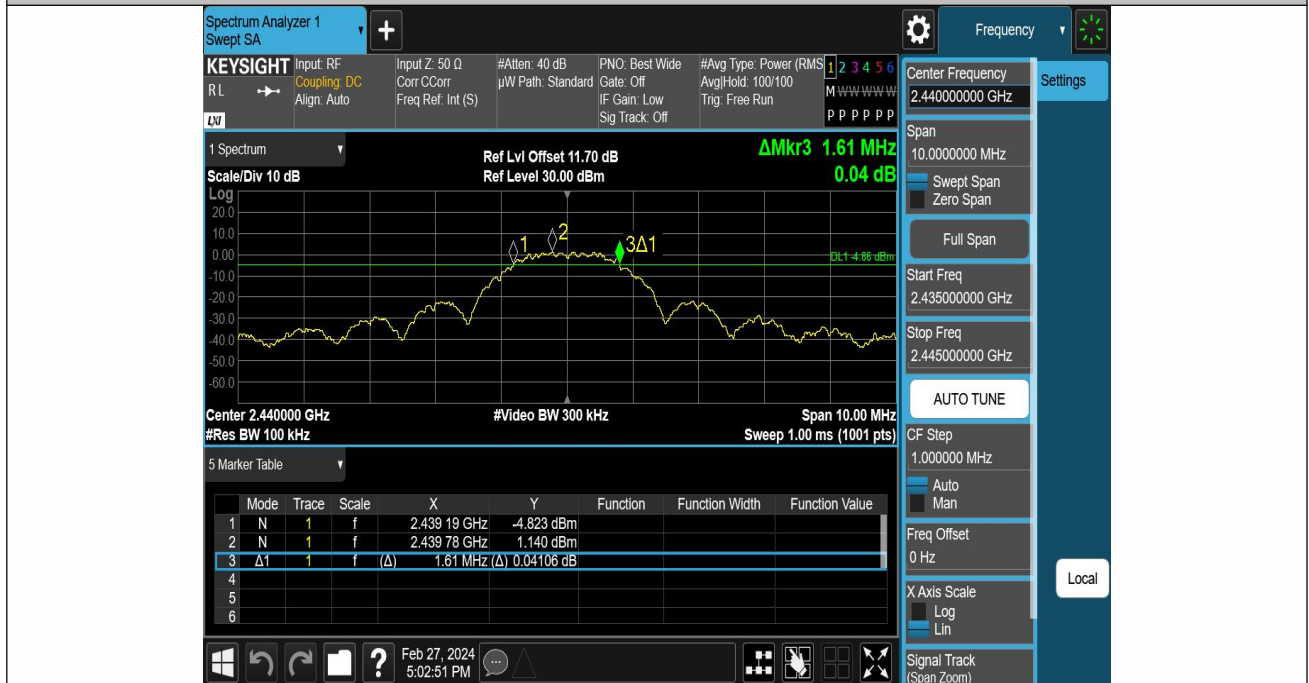 Spectrum Analyzer 1
Swept SA
+
Frequency
KEYSIGHT
RL
LXI
Input: RF
Coupling: DC
Align: Auto
Input Z: 50 Ω
Corr CCorr
Freq Ref: Int (S)
#Atten: 40 dB
µW Path: Standard
PNO: Best Wide
Gate: Off
IF Gain: Low
Sig Track: Off
#Avg Type: Power (RMS
Avg|Hold: 100/100
Trig: Free Run
1 2 3 4 5 6
M W W W W W
P P P P P P
1 Spectrum
Scale/Div 10 dB
Ref Lvl Offset 11.70 dB
Ref Level 30.00 dBm
ΔMkr3 1.61 MHz
0.04 dB
Log
20.0
10.0
0.00
-10.0
-20.0
-30.0
-40.0
-50.0
-60.0
1
2
3Δ1
DL1 -4.86 dBm
Center 2.440000 GHz
#Video BW 300 kHz
Span 10.00 MHz
#Res BW 100 kHz
Sweep 1.00 ms (1001 pts)
5 Marker Table
Mode Trace Scale X Y Function Function Width Function Value
1 N 1 f 2.439 19 GHz -4.823 dBm
2 N 1 f 2.439 78 GHz 1.140 dBm
3 Δ1 1 f (Δ) 1.61 MHz (Δ) 0.04106 dB
4
5
6
?
Feb 27, 2024
5:02:51 PM
Center Frequency
2.440000000 GHz
Settings
Span
10.0000000 MHz
Swept Span
Zero Span
Full Span
Start Freq
2.435000000 GHz
Stop Freq
2.445000000 GHz
AUTO TUNE
CF Step
1.000000 MHz
Auto
Man
Freq Offset
0 Hz
Local
X Axis Scale
Log
Lin
Signal Track
(Span Zoom)